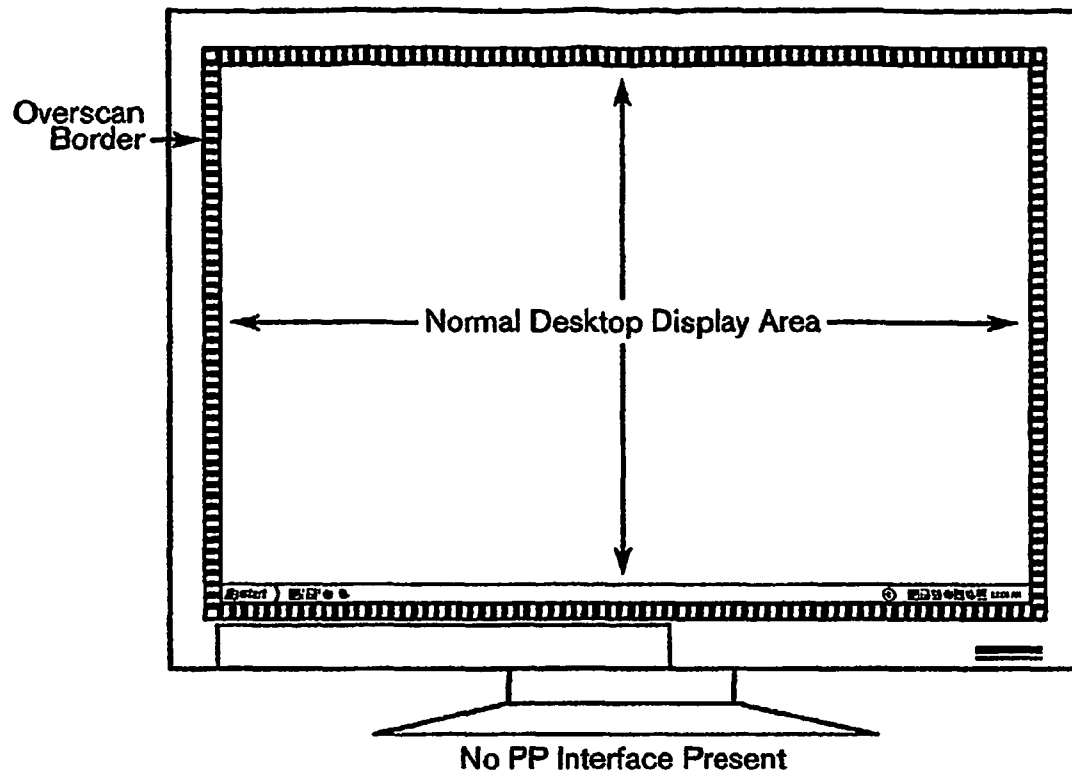 Overscan
Border
Normal Desktop Display Area
start
No PP Interface Present